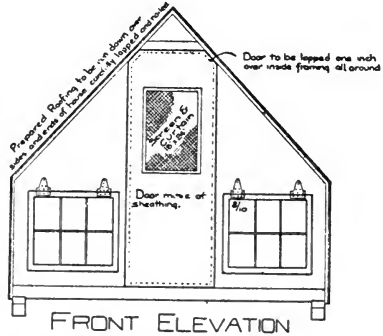 Prepared Roofing to be run down over
sides and ends of house carefully lapped and nailed
Door to be lapped one inch
over inside framing all around
Screen &
Curtain
Door made of
sheathing.
8/10
FRONT ELEVATION